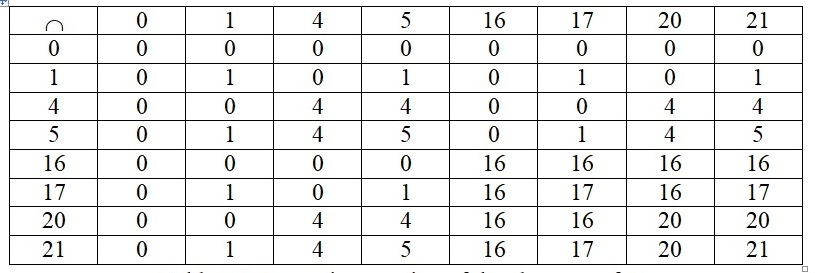 ⌒ 0 1 4 5 16 17 20 21
0 0 0 0 0 0 0 0 0
1 0 1 0 1 0 1 0 1
4 0 0 4 4 0 0 4 4
5 0 1 4 5 0 1 4 5
16 0 0 0 0 16 16 16 16
17 0 1 0 1 16 17 16 17
20 0 0 4 4 16 16 20 20
21 0 1 4 5 16 17 20 21